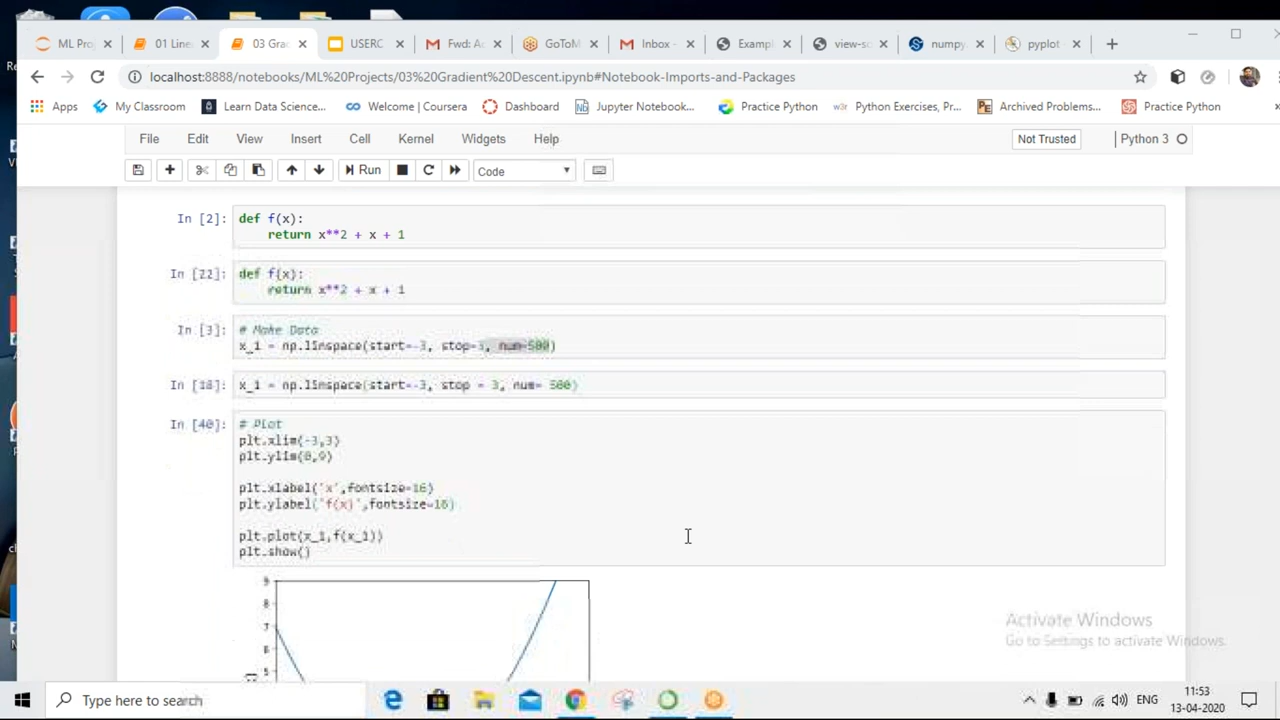 ML Proj
01 Line
03 Grac
USERC
Fwd: Ac
GoToM
Inbox -
Exampl
view-so
numpy.
pyplot -
localhost:8888/notebooks/ML%20Projects/03%20Gradient%20Descent.ipynb#Notebook-Imports-and-Packages
Apps
My Classroom
Learn Data Science...
Welcome | Coursera
Dashboard
Jupyter Notebook...
Practice Python
Python Exercises, Pr...
Archived Problems...
Practice Python
File Edit View Insert Cell Kernel Widgets Help
Not Trusted
Python 3
Run
Code
In [2]: def f(x):
return x**2 + x + 1
In [22]: def f(x):
return x**2 + x + 1
In [3]: # Make Data
x_1 = np.linspace(start=-3, stop=3, num=500)
In [18]: x_1 = np.linspace(start=-3, stop = 3, num= 500)
In [40]: # Plot
plt.xlim(-3,3)
plt.ylim(0,9)
plt.xlabel('x',fontsize=16)
plt.ylabel('f(x)',fontsize=16)
plt.plot(x_1,f(x_1))
plt.show()
9
8
7
6
5
Activate Windows
Go to Settings to activate Windows.
Type here to search
ENG
11:53
13-04-2020